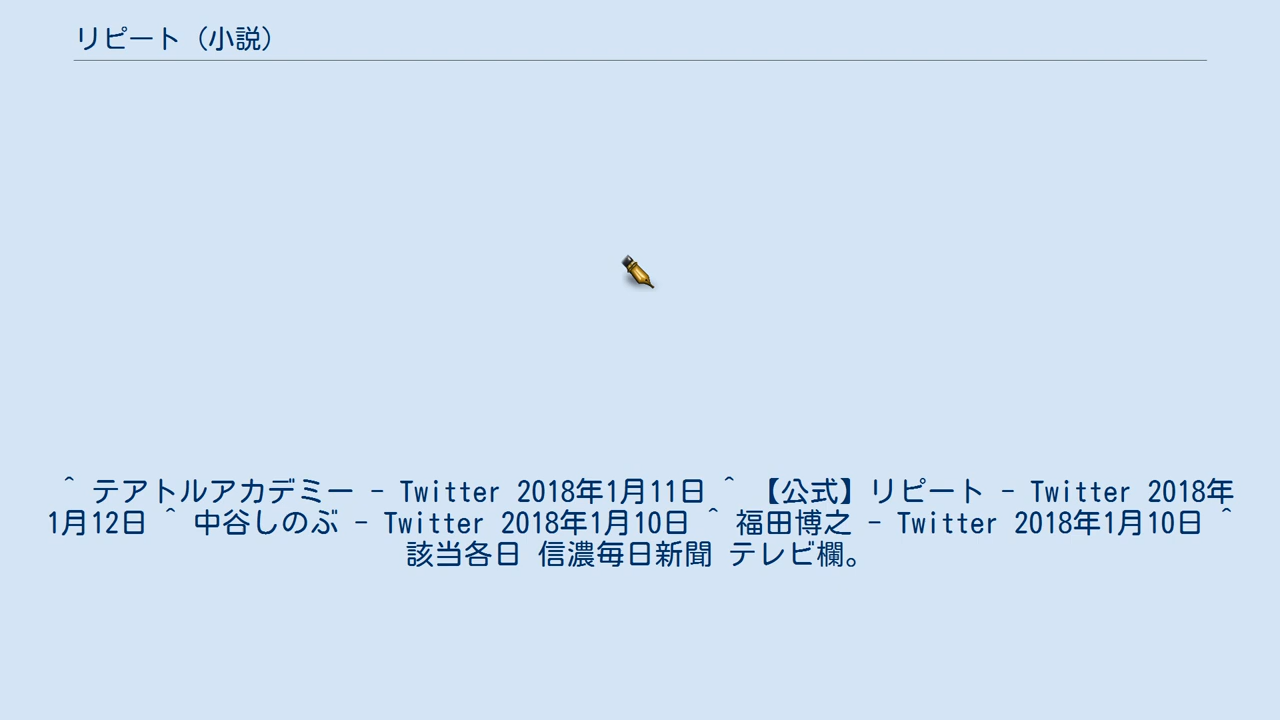 リピート（小説）
^ テアトルアカデミー - Twitter 2018年1月11日 ^ 【公式】リピート - Twitter 2018年
1月12日 ^ 中谷しのぶ - Twitter 2018年1月10日 ^ 福田博之 - Twitter 2018年1月10日 ^
該当各日 信濃毎日新聞 テレビ欄。